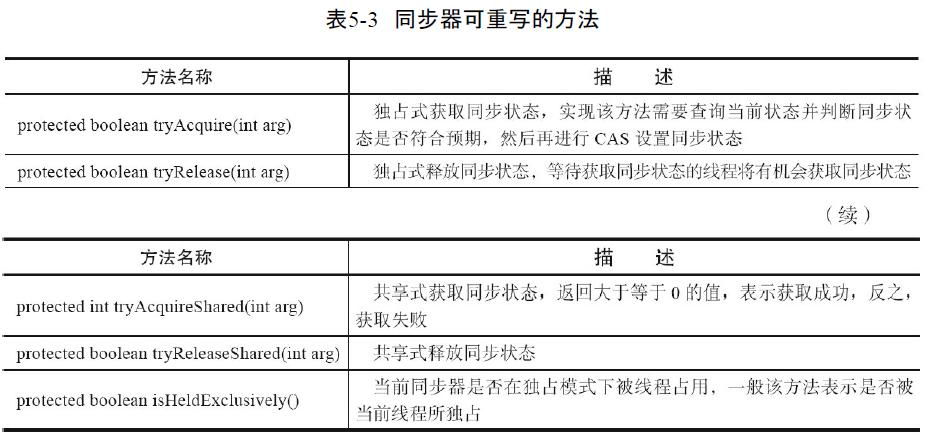 表5-3 同步器可重写的方法
方法名称 描 述
protected boolean tryAcquire(int arg) 独占式获取同步状态，实现该方法需要查询当前状态并判断同步状
态是否符合预期，然后再进行 CAS 设置同步状态
protected boolean tryRelease(int arg) 独占式释放同步状态，等待获取同步状态的线程将有机会获取同步状态
（续）
方法名称 描 述
protected int tryAcquireShared(int arg) 共享式获取同步状态，返回大于等于 0 的值，表示获取成功，反之，
获取失败
protected boolean tryReleaseShared(int arg) 共享式释放同步状态
protected boolean isHeldExclusively() 当前同步器是否在独占模式下被线程占用，一般该方法表示是否被
当前线程所独占